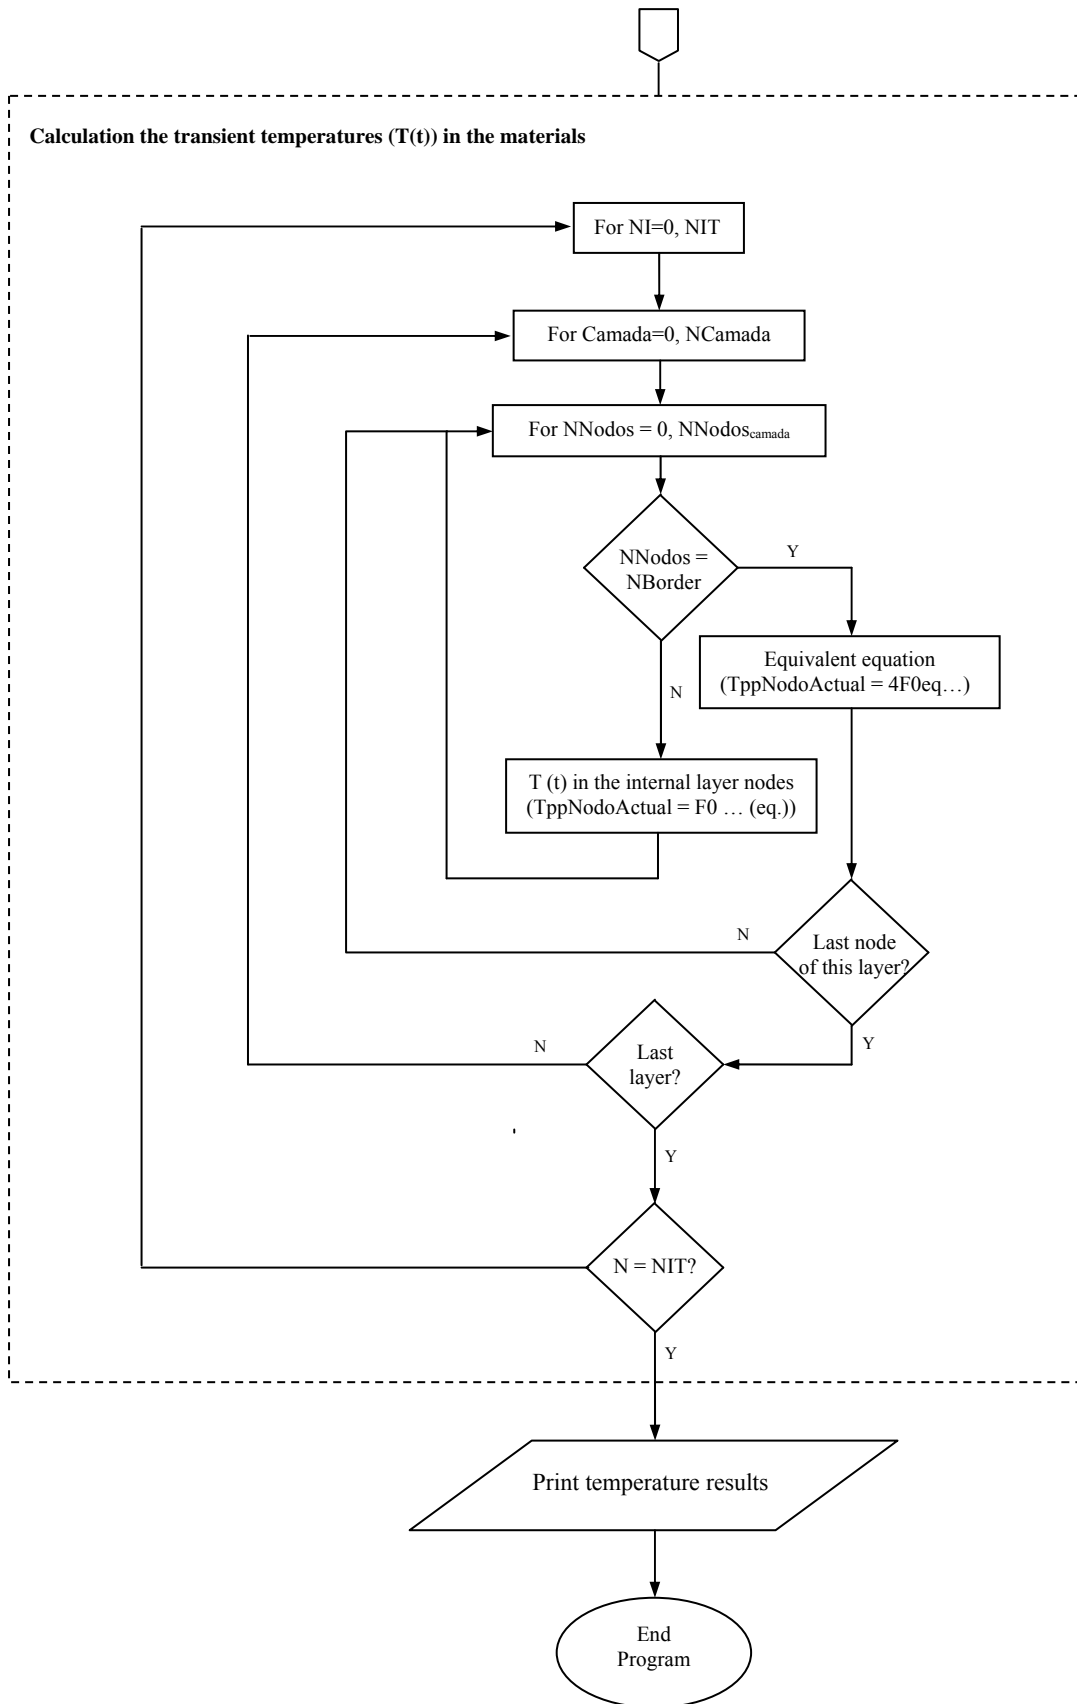 Calculation the transient temperatures (T(t)) in the materials
For NI=0, NIT
For Camada=0, NCamada
For NNodos = 0, NNodoscamada
NNodos =
NBorder
Y
Equivalent equation
(TppNodoActual = 4F0eq…)
N
T (t) in the internal layer nodes
(TppNodoActual = F0 … (eq.))
N
Last node
of this layer?
Y
N
Last
layer?
Y
N = NIT?
Y
Print temperature results
End
Program